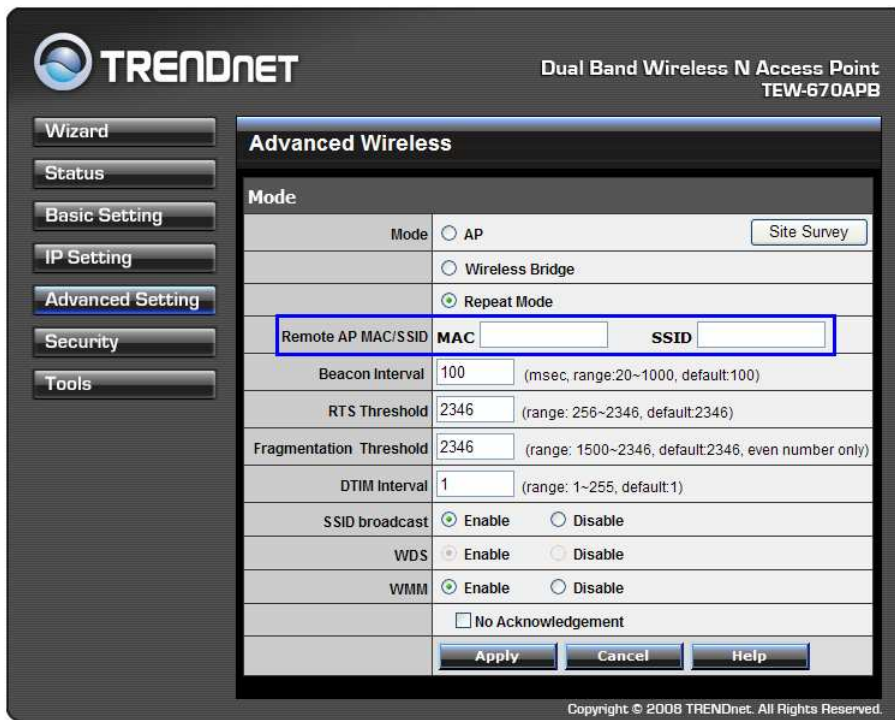 TRENDNET
Dual Band Wireless N Access Point
TEW-670APB
Wizard
Status
Basic Setting
IP Setting
Advanced Setting
Security
Tools
Advanced Wireless
Mode
Mode AP Site Survey
Wireless Bridge
Repeat Mode
Remote AP MAC/SSID MAC SSID
Beacon Interval 100 (msec, range:20~1000, default:100)
RTS Threshold 2346 (range: 256~2346, default:2346)
Fragmentation Threshold 2346 (range: 1500~2346, default:2346, even number only)
DTIM Interval 1 (range: 1~255, default:1)
SSID broadcast Enable Disable
WDS Enable Disable
WMM Enable Disable
No Acknowledgement
Apply Cancel Help
Copyright © 2008 TRENDnet. All Rights Reserved.